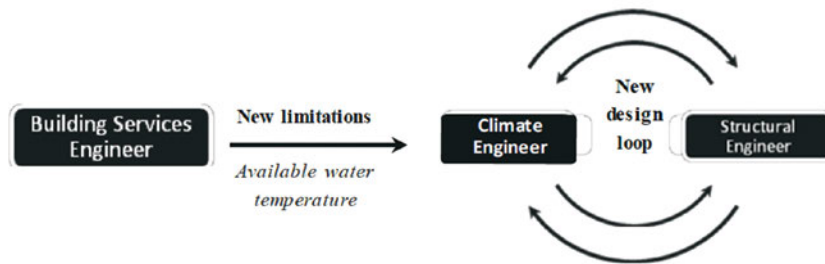 Building Services
Engineer
New limitations
Available water
temperature
Climate
Engineer
New
design
loop
Structural
Engineer